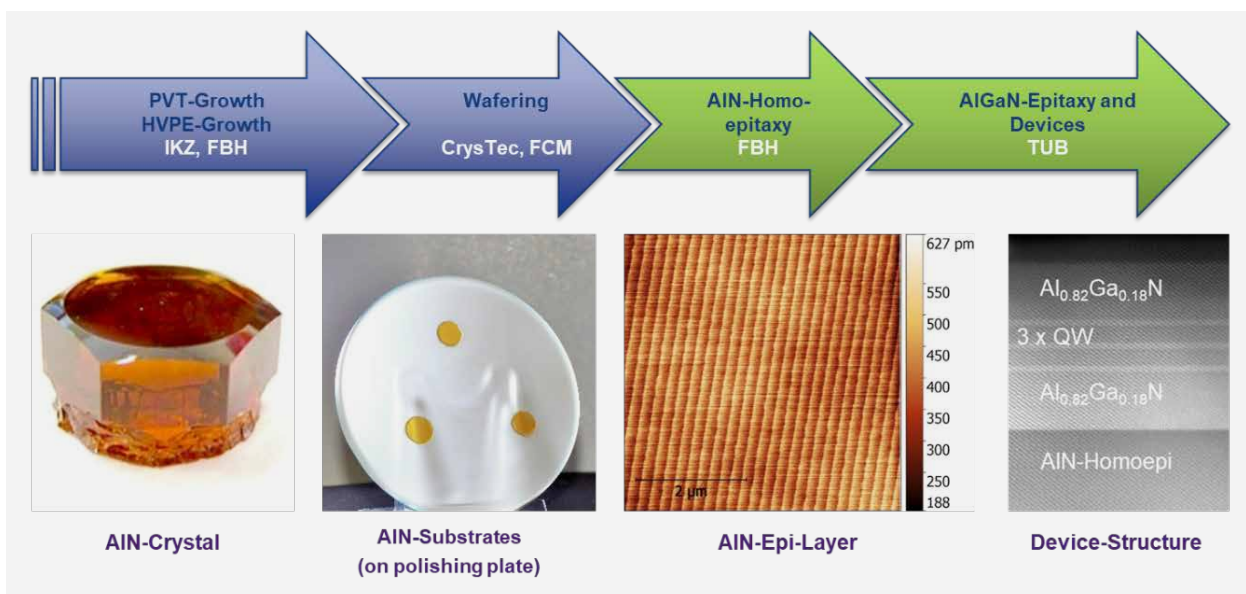 PVT-Growth
HVPE-Growth
IKZ, FBH
Wafering
CrysTec, FCM
AlN-Homo-
epitaxy
FBH
AlGaN-Epitaxy and
Devices
TUB
627 pm
550
500
450
400
350
300
250
188
2 µm
Al₀.₈₂Ga₀.₁₈N
3 x QW
Al₀.₈₂Ga₀.₁₈N
AlN-Homoepi
AlN-Crystal
AlN-Substrates
(on polishing plate)
AlN-Epi-Layer
Device-Structure